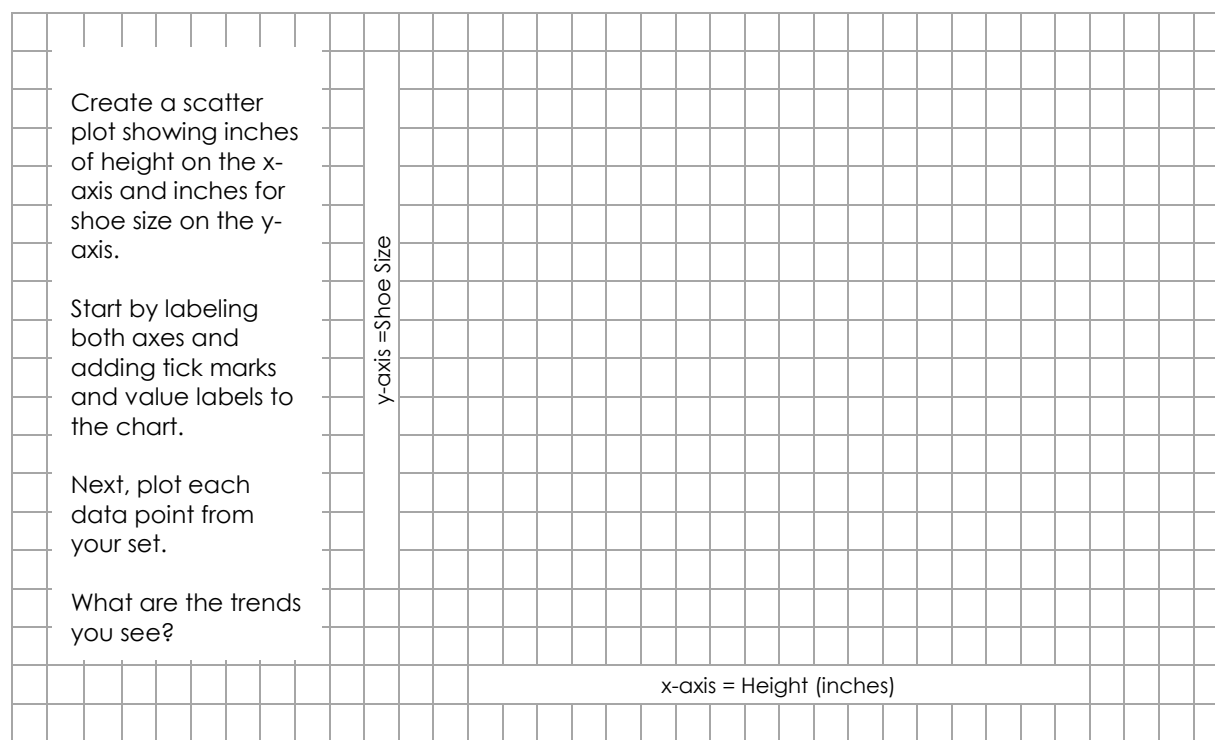 Create a scatter
plot showing inches
of height on the x-
axis and inches for
shoe size on the y-
axis.
Start by labeling
both axes and
adding tick marks
and value labels to
the chart.
Next, plot each
data point from
your set.
What are the trends
you see?
y-axis =Shoe Size
x-axis = Height (inches)